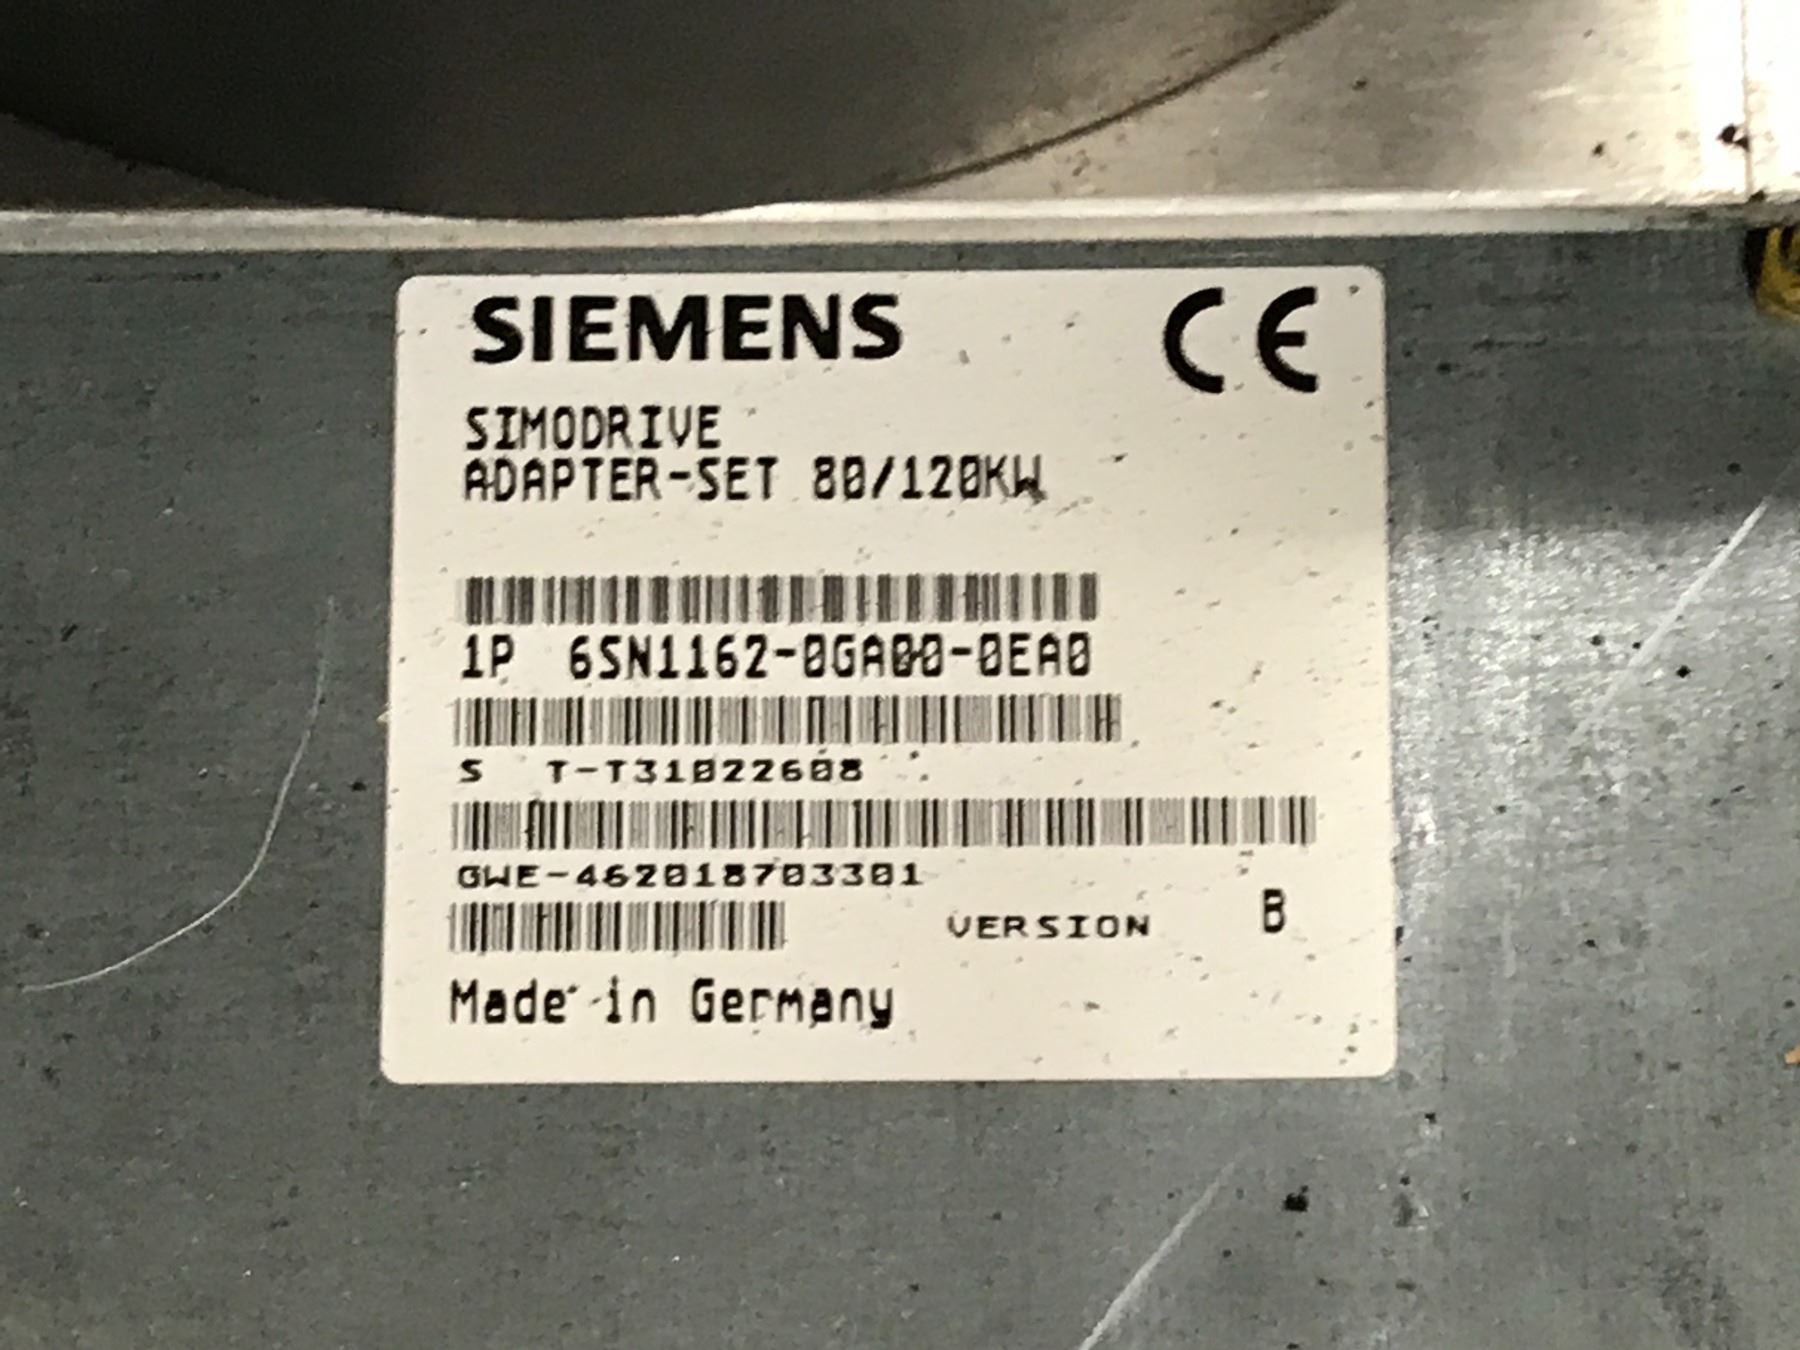 SIEMENS CE
SIMODRIVE
ADAPTER-SET 80/120KW
1P 6SN1162-0GA00-0EA0
S T-T31022608
GWE-462018703301
VERSION B
Made in Germany